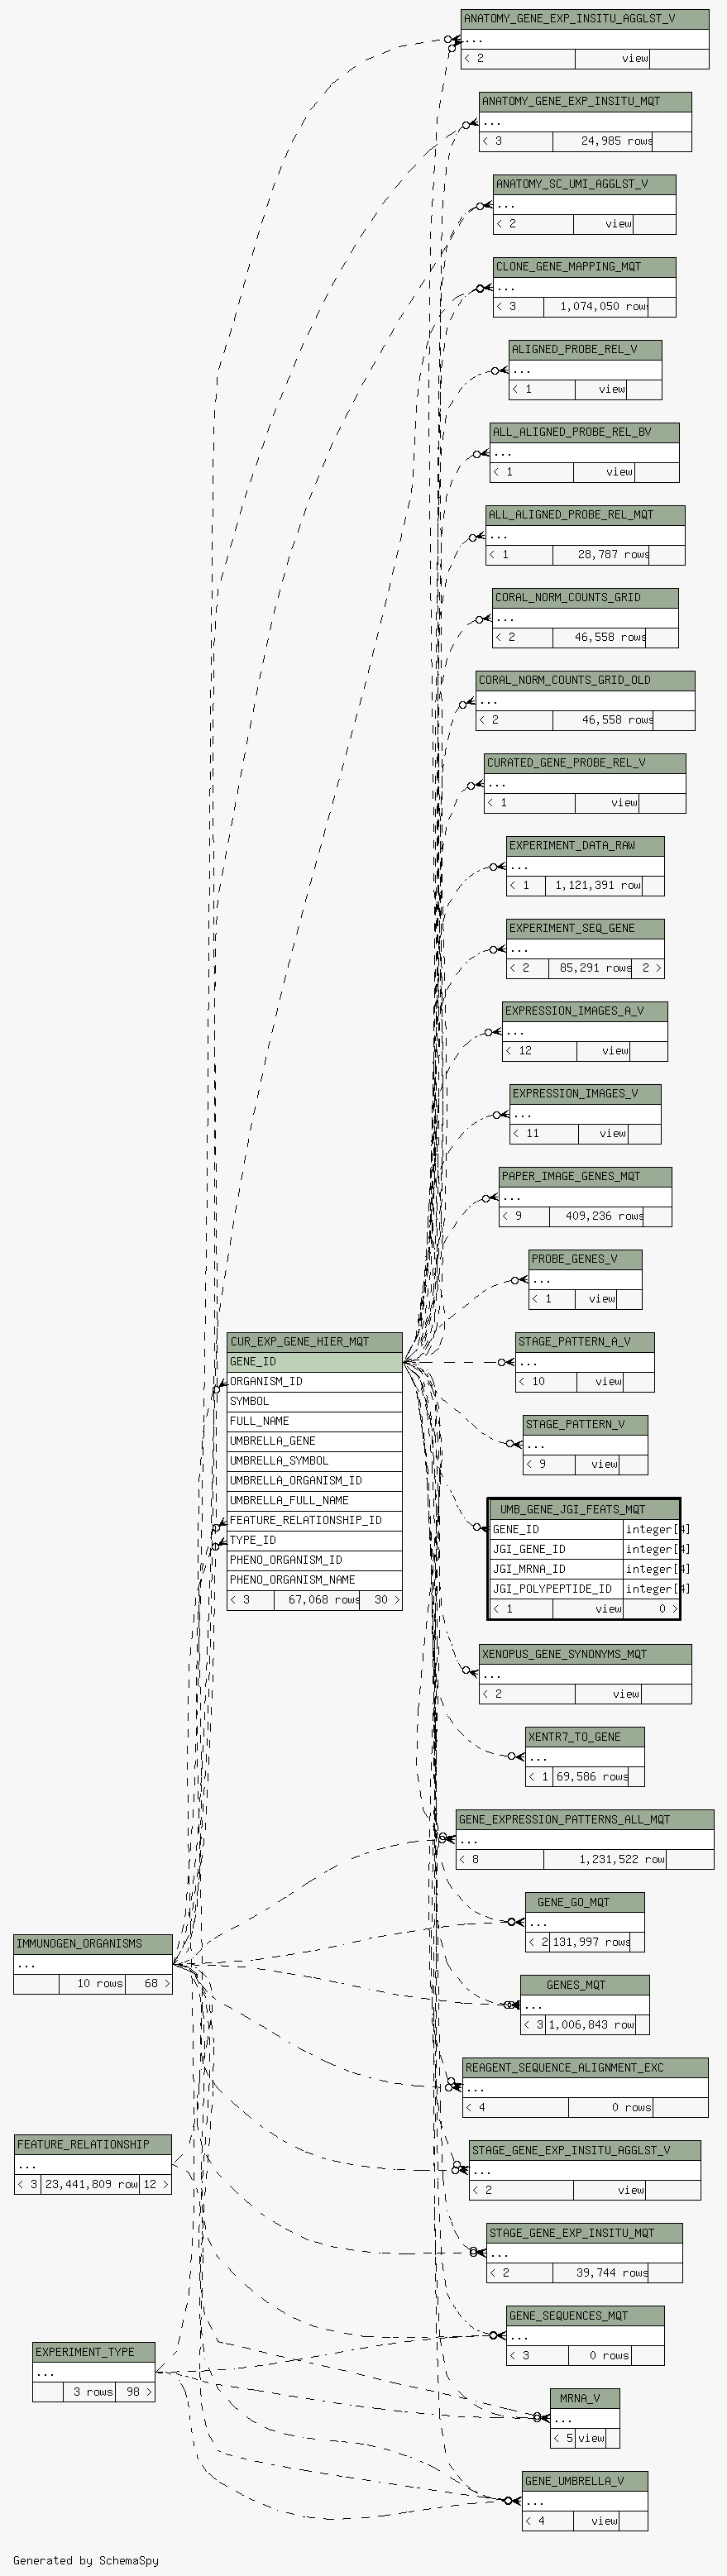 ANATOMY_GENE_EXP_INSITU_AGGLST_V
...
< 2 view
ANATOMY_GENE_EXP_INSITU_MQT
...
< 3 24,985 rows
ANATOMY_SC_UMI_AGGLST_V
...
< 2 view
CLONE_GENE_MAPPING_MQT
...
< 3 1,074,050 rows
ALIGNED_PROBE_REL_V
...
< 1 view
ALL_ALIGNED_PROBE_REL_BV
...
< 1 view
ALL_ALIGNED_PROBE_REL_MQT
...
< 1 28,787 rows
CORAL_NORM_COUNTS_GRID
...
< 2 46,558 rows
CORAL_NORM_COUNTS_GRID_OLD
...
< 2 46,558 rows
CURATED_GENE_PROBE_REL_V
...
< 1 view
EXPERIMENT_DATA_RAW
...
< 1 1,121,391 row
EXPERIMENT_SEQ_GENE
...
< 2 85,291 rows 2 >
EXPRESSION_IMAGES_A_V
...
< 12 view
EXPRESSION_IMAGES_V
...
< 11 view
PAPER_IMAGE_GENES_MQT
...
< 9 409,236 rows
PROBE_GENES_V
...
< 1 view
CUR_EXP_GENE_HIER_MQT
GENE_ID
ORGANISM_ID
SYMBOL
FULL_NAME
UMBRELLA_GENE
UMBRELLA_SYMBOL
UMBRELLA_ORGANISM_ID
UMBRELLA_FULL_NAME
FEATURE_RELATIONSHIP_ID
TYPE_ID
PHENO_ORGANISM_ID
PHENO_ORGANISM_NAME
< 3 67,068 rows 30 >
STAGE_PATTERN_A_V
...
< 10 view
STAGE_PATTERN_V
...
< 9 view
UMB_GENE_JGI_FEATS_MQT
GENE_ID integer[4]
JGI_GENE_ID integer[4]
JGI_MRNA_ID integer[4]
JGI_POLYPEPTIDE_ID integer[4]
< 1 view 0 >
XENOPUS_GENE_SYNONYMS_MQT
...
< 2 view
XENTR7_TO_GENE
...
< 1 69,586 rows
GENE_EXPRESSION_PATTERNS_ALL_MQT
...
< 8 1,231,522 row
GENE_GO_MQT
...
< 2 131,997 rows
IMMUNOGEN_ORGANISMS
...
10 rows 68 >
GENES_MQT
...
< 3 1,006,843 row
REAGENT_SEQUENCE_ALIGNMENT_EXC
...
< 4 0 rows
FEATURE_RELATIONSHIP
...
< 3 23,441,809 row 12 >
STAGE_GENE_EXP_INSITU_AGGLST_V
...
< 2 view
STAGE_GENE_EXP_INSITU_MQT
...
< 2 39,744 rows
GENE_SEQUENCES_MQT
...
< 3 0 rows
EXPERIMENT_TYPE
...
3 rows 98 >
MRNA_V
...
< 5 view
GENE_UMBRELLA_V
...
< 4 view
Generated by SchemaSpy